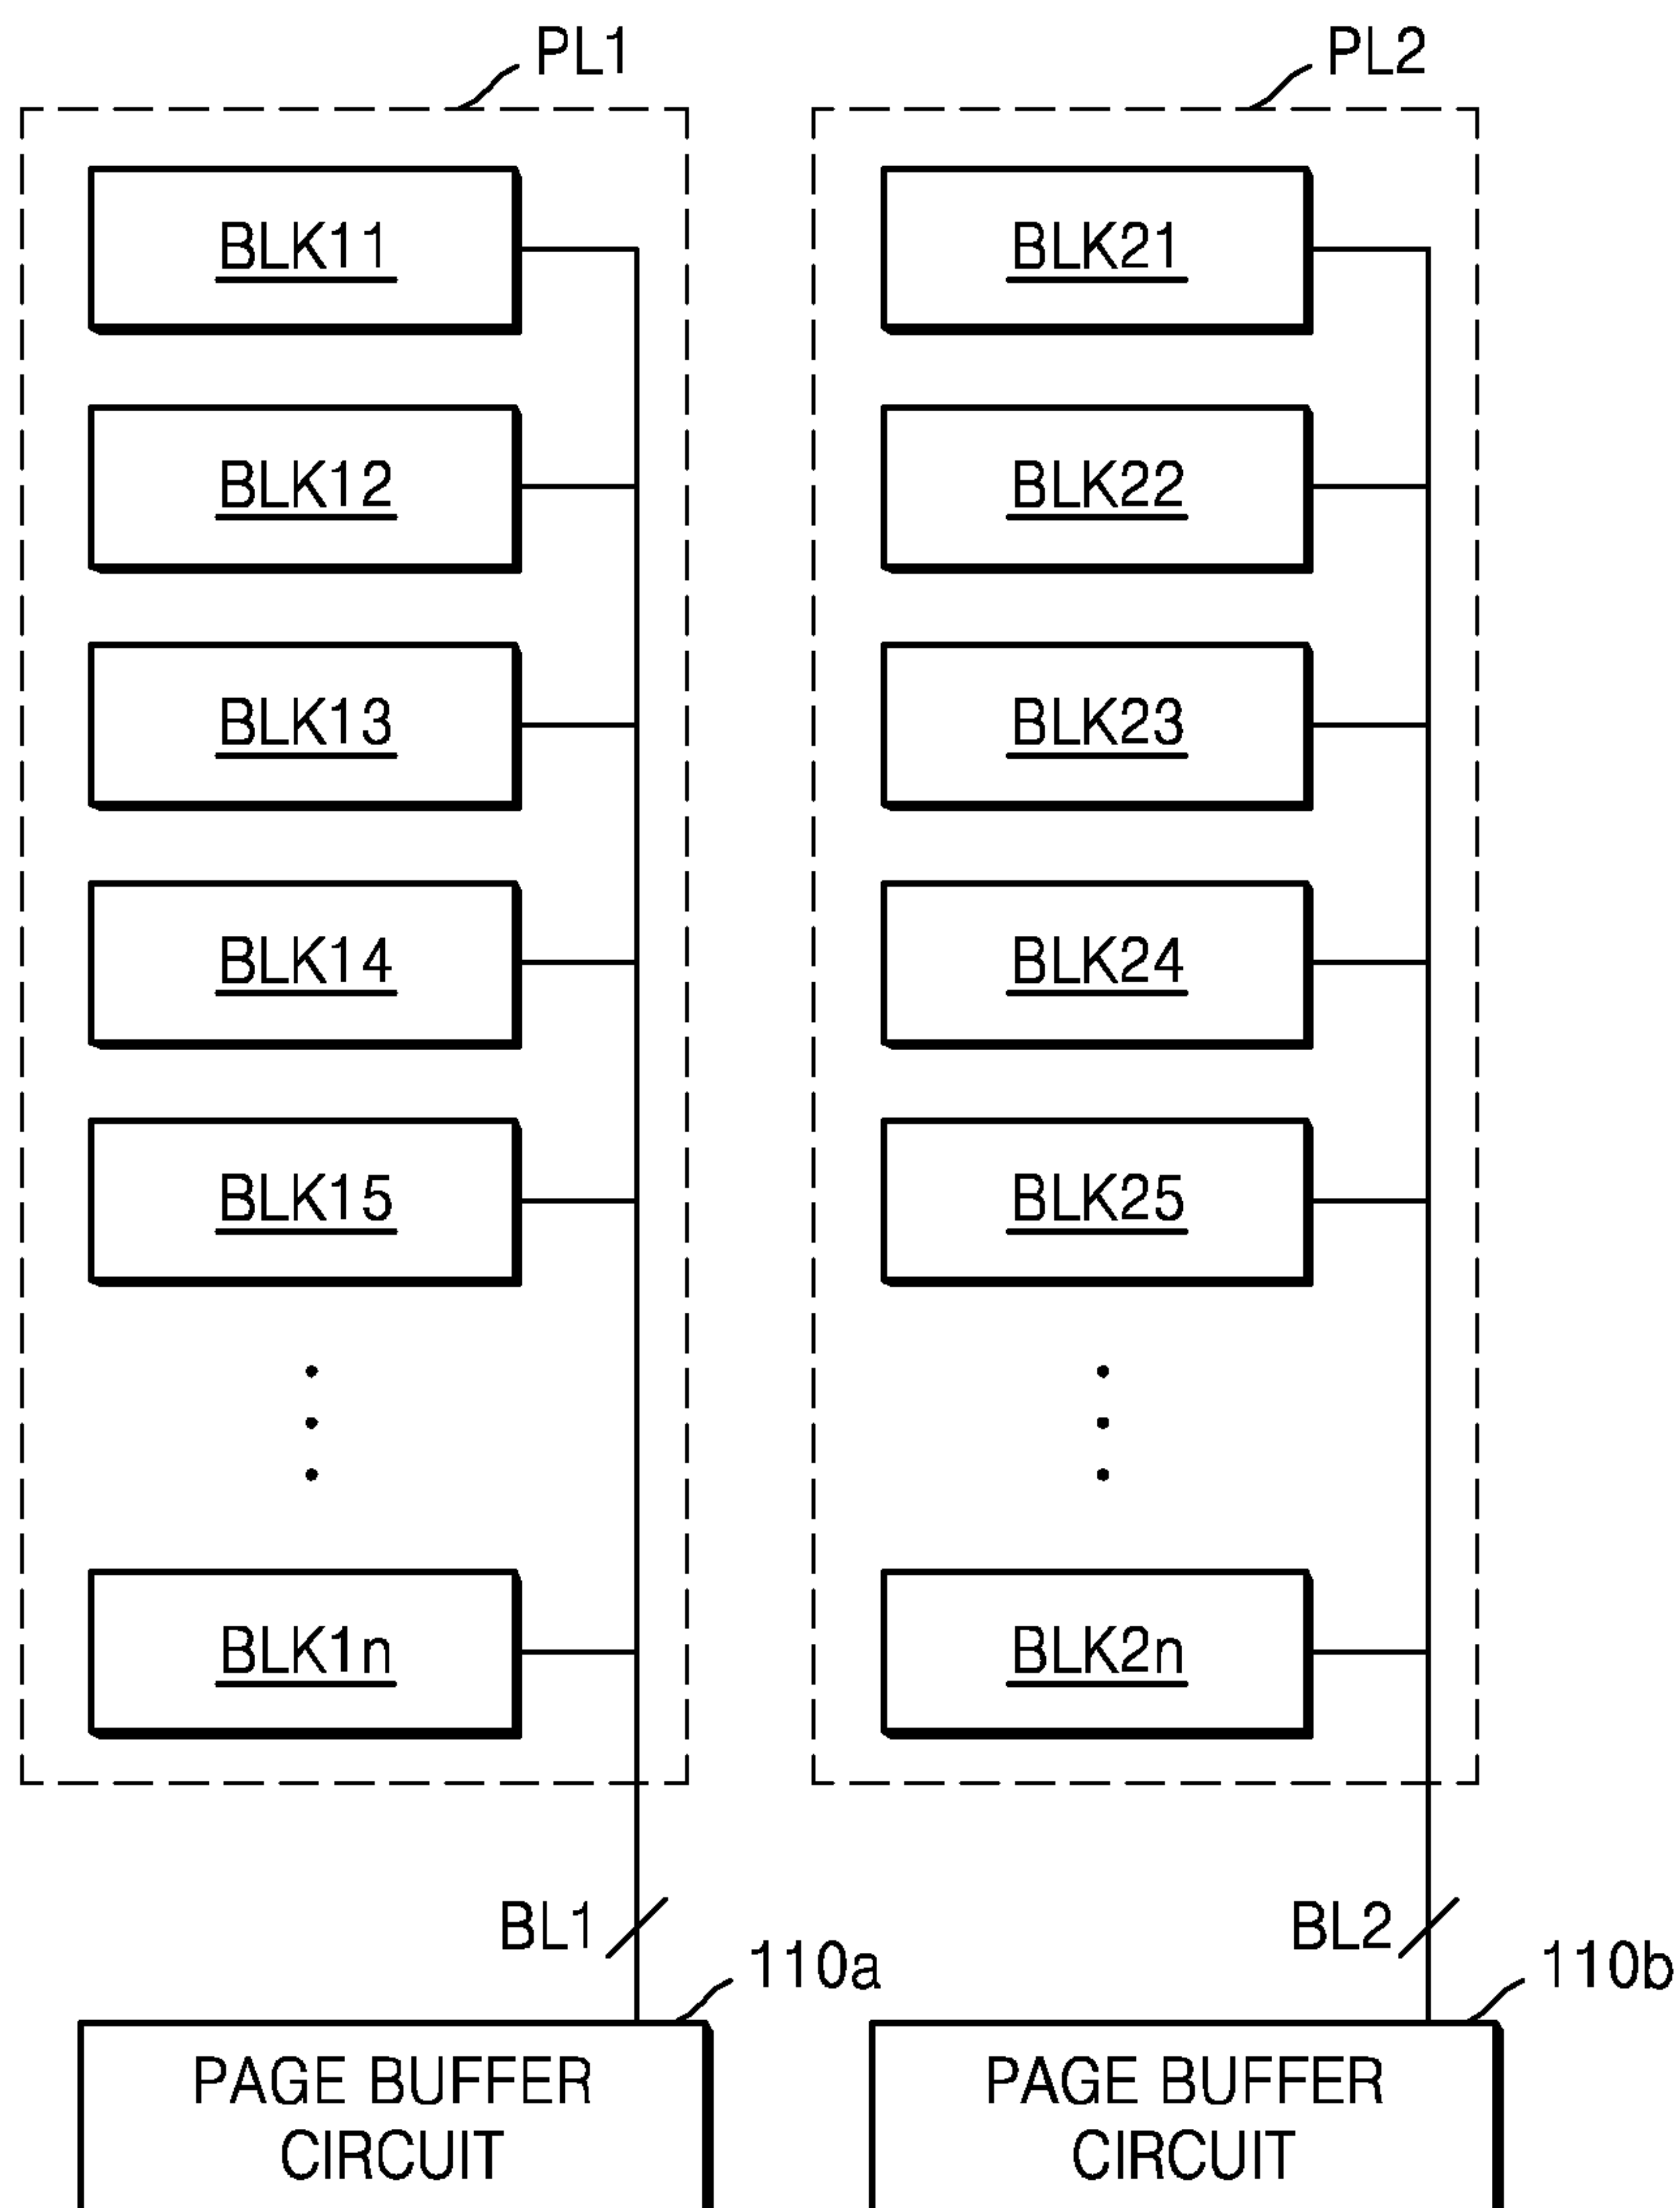 PL1
PL2
BLK11
BLK21
BLK12
BLK22
BLK13
BLK23
BLK14
BLK24
BLK15
BLK25
BLK1n
BLK2n
BL1
BL2
110a
110b
PAGE BUFFER
CIRCUIT
PAGE BUFFER
CIRCUIT